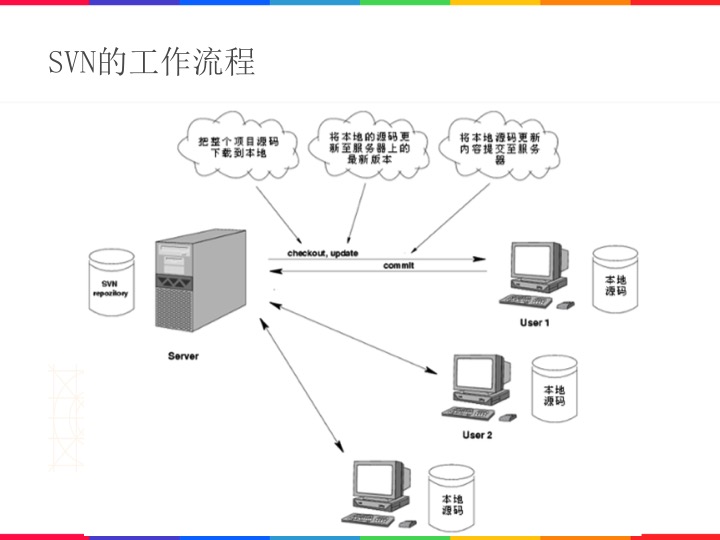 SVN的工作流程
把整个项目源码
下载到本地
将本地的源码更
新至服务器上的
最新版本
将本地源码更新
内容提交至服务
器
checkout, update
commit
SVN
repozitory
本地
源码
User 1
Server
本地
源码
User 2
本地
源码